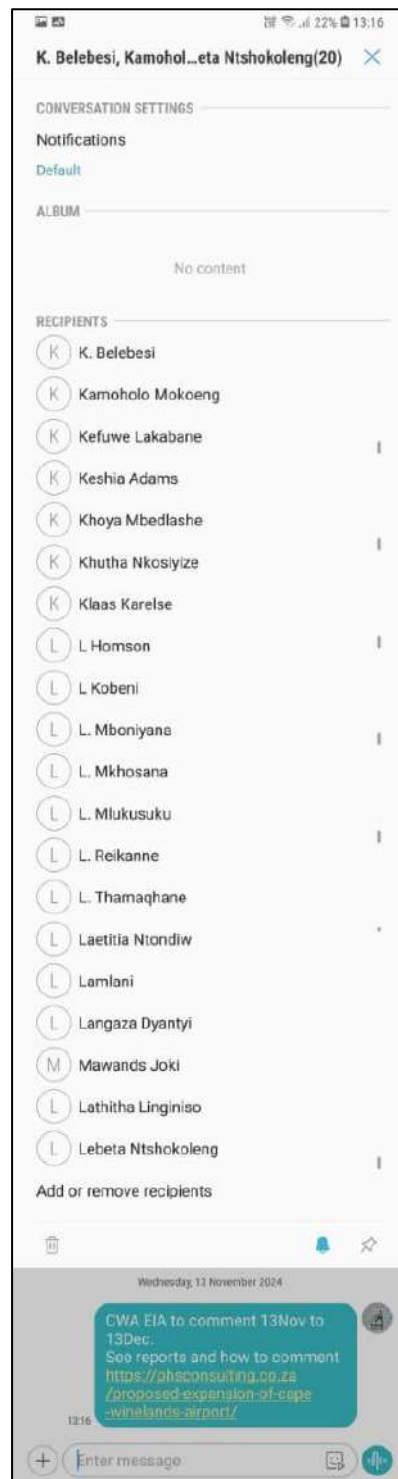 22% 13:16
K. Belebesi, Kamohol...eta Ntshokoleng(20)
CONVERSATION SETTINGS
Notifications
Default
ALBUM
No content
RECIPIENTS
K K. Belebesi
K Kamoholo Mokoeng
K Kefuwe Lakabane
K Keshia Adams
K Khoya Mbedlashe
K Khutha Nkosiyize
K Klaas Karelse
L L Homson
L L Kobeni
L L. Mboniyana
L L. Mkhosana
L L. Mlukusuku
L L. Reikanne
L L. Thamaqhane
L Laetitia Ntondiw
L Lamlani
L Langaza Dyantyi
M Mawands Joki
L Lathitha Linginiso
L Lebeta Ntshokoleng
Add or remove recipients
Wednesday, 13 November 2024
CWA EIA to comment 13Nov to
13Dec.
See reports and how to comment
https://phsconsulting.co.za
/proposed-expansion-of-cape
-winelands-airport/
13:16
Enter message